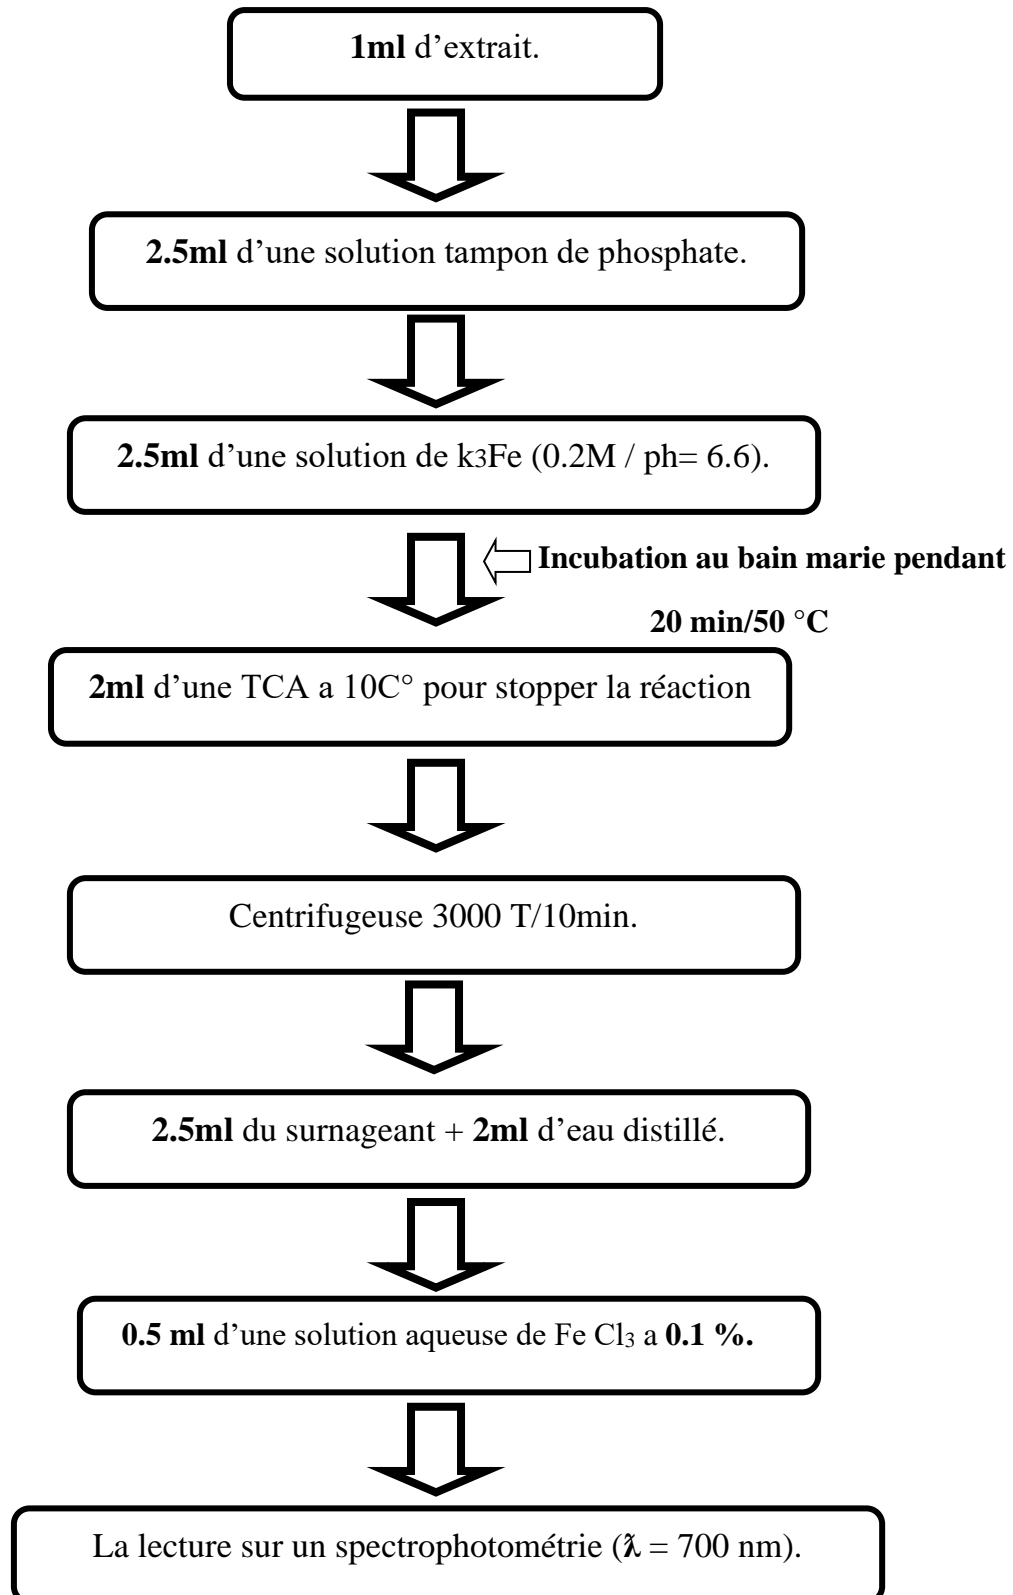 1ml d’extrait.
2.5ml d’une solution tampon de phosphate.
2.5ml d’une solution de k3Fe (0.2M / ph= 6.6).
Incubation au bain marie pendant
20 min/50 °C
2ml d’une TCA a 10C° pour stopper la réaction
Centrifugeuse 3000 T/10min.
2.5ml du surnageant + 2ml d’eau distillé.
0.5 ml d’une solution aqueuse de Fe Cl₃ a 0.1 %.
La lecture sur un spectrophotométrie (ƛ = 700 nm).